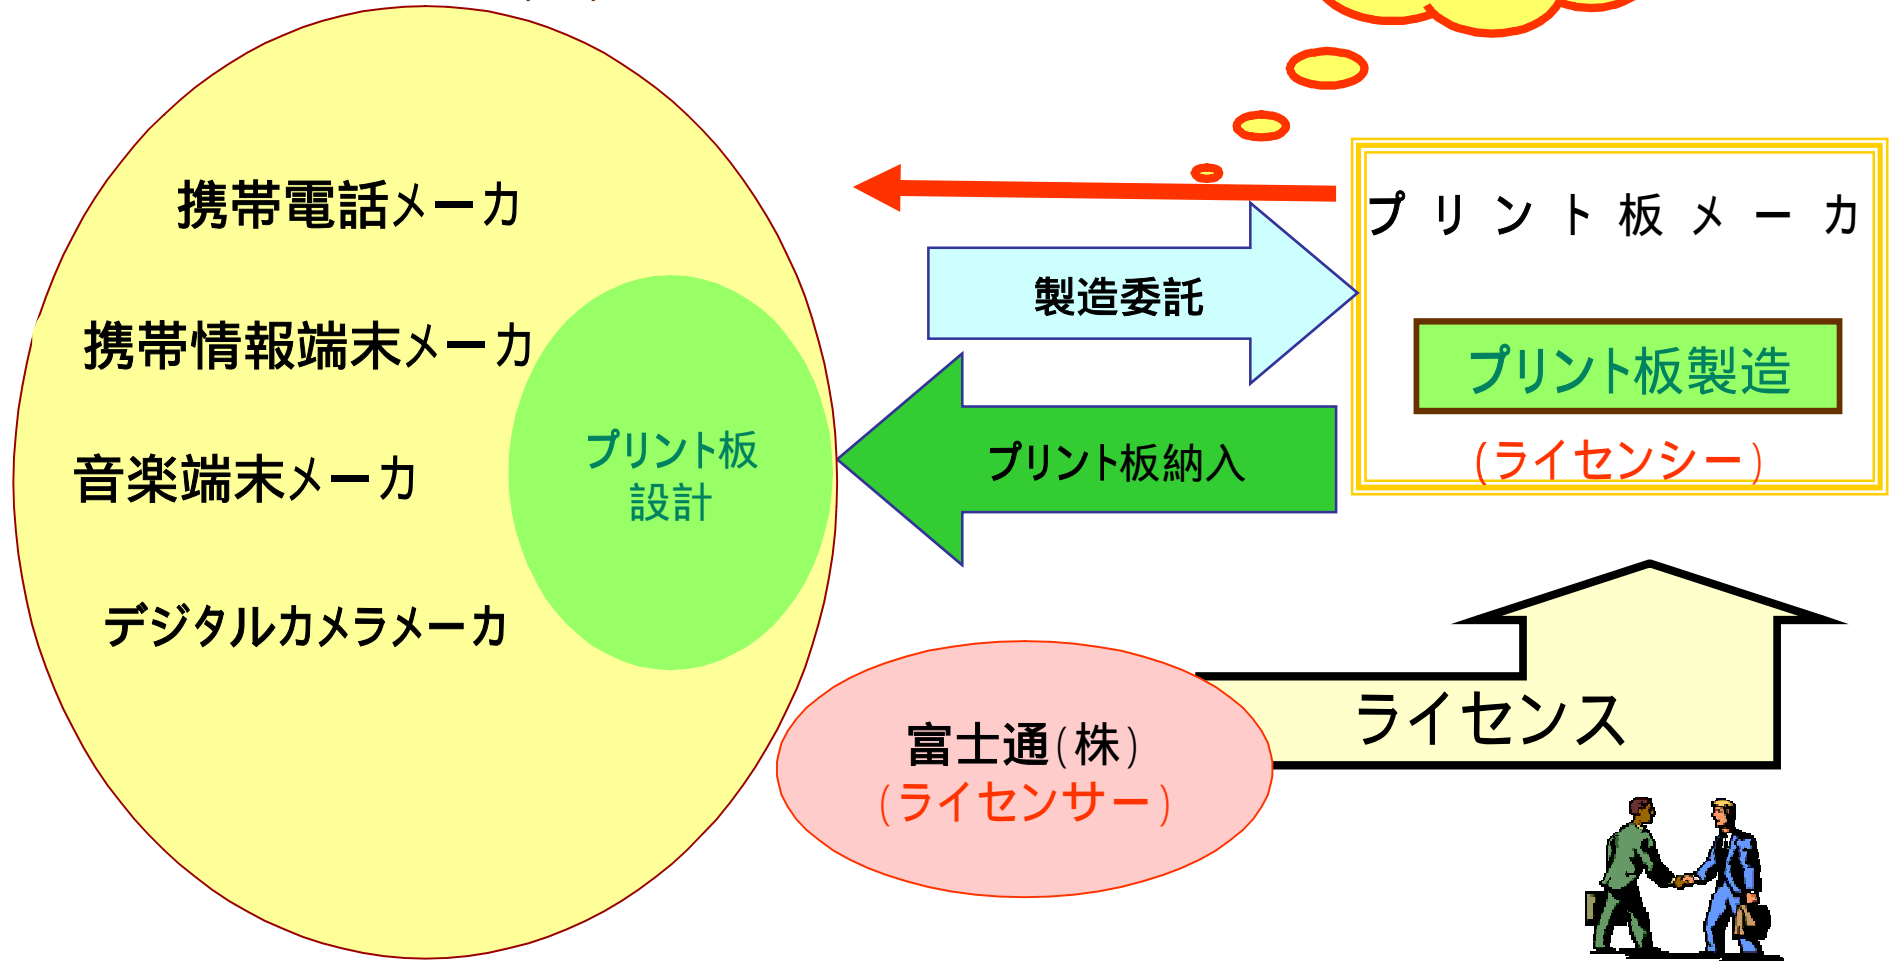 携帯電話メーカ
携帯情報端末メーカ
音楽端末メーカ
デジタルカメラメーカ
プリント板
設計
製造委託
プリント板納入
プリント板メーカ
プリント板製造
(ライセンシー)
富士通(株)
(ライセンサー)
ライセンス